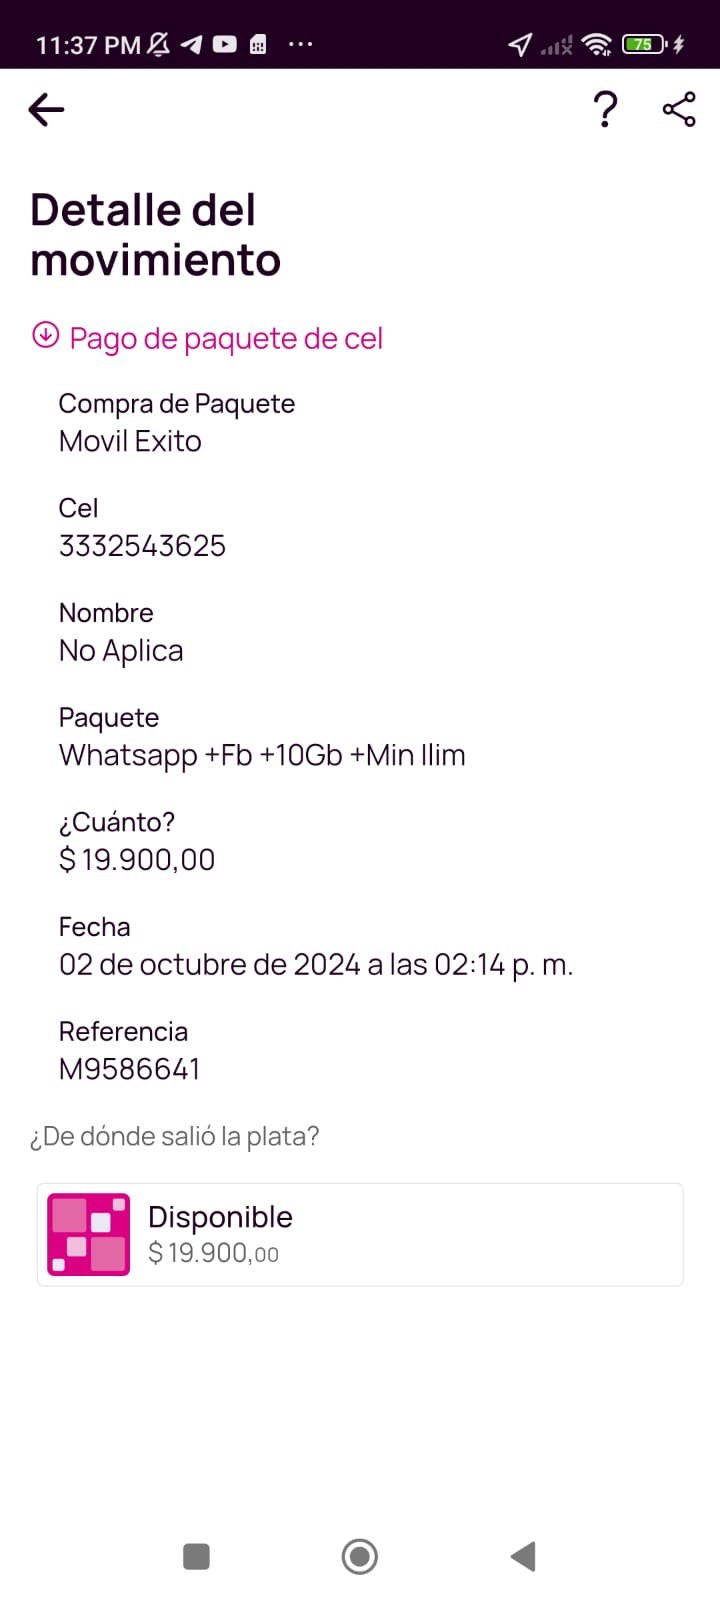 11:37 PM
75
Detalle del
movimiento
Pago de paquete de cel
Compra de Paquete
Movil Exito
Cel
3332543625
Nombre
No Aplica
Paquete
Whatsapp +Fb +10Gb +Min Ilim
¿Cuánto?
$ 19.900,00
Fecha
02 de octubre de 2024 a las 02:14 p. m.
Referencia
M9586641
¿De dónde salió la plata?
Disponible
$ 19.900,00